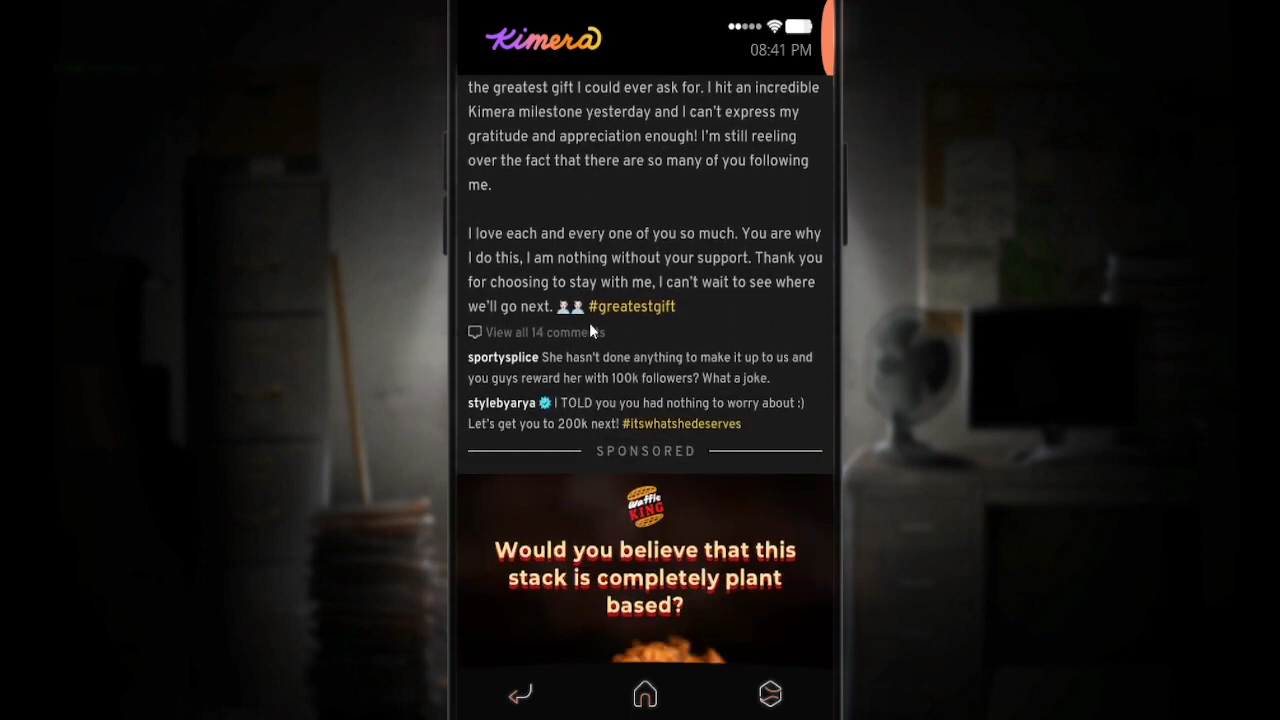 Kimera
08:41 PM
the greatest gift I could ever ask for. I hit an incredible
Kimera milestone yesterday and I can't express my
gratitude and appreciation enough! I'm still reeling
over the fact that there are so many of you following
me.
I love each and every one of you so much. You are why
I do this, I am nothing without your support. Thank you
for choosing to stay with me, I can't wait to see where
we'll go next. #greatestgift
View all 14 comments
sportysplice She hasn't done anything to make it up to us and
you guys reward her with 100k followers? What a joke.
stylebyarya I TOLD you you had nothing to worry about :)
Let's get you to 200k next! #itswhatshedeserves
SPONSORED
Waffle
KING
Would you believe that this
stack is completely plant
based?